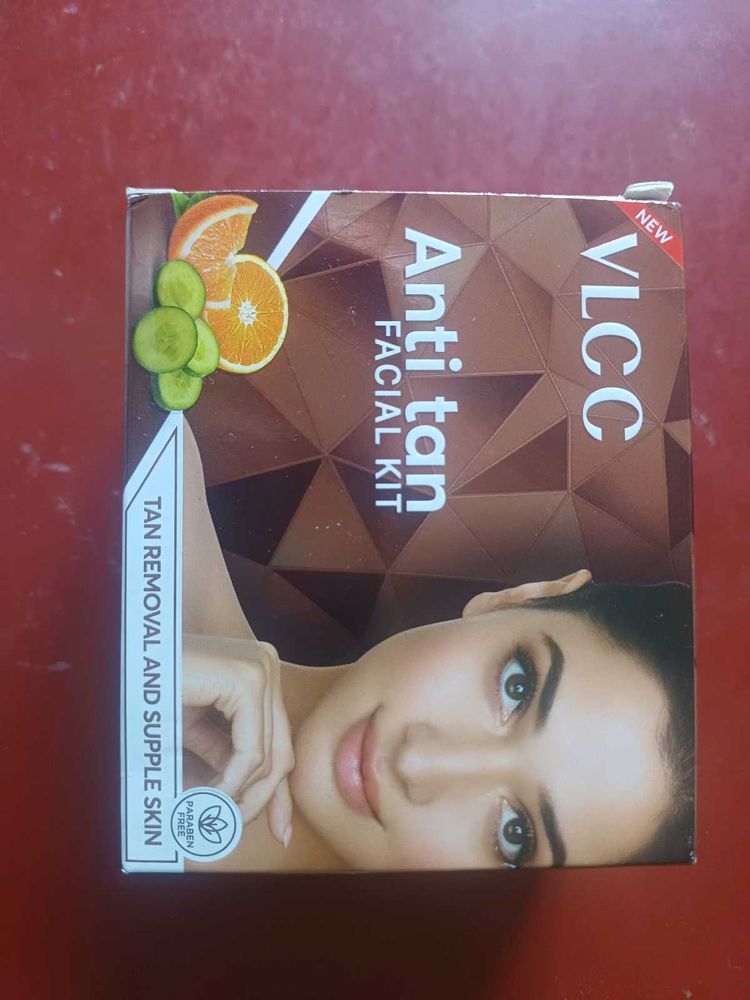 NEW
VLCC
Anti tan
FACIAL KIT
TAN REMOVAL AND SUPPLE SKIN
PARABEN
FREE